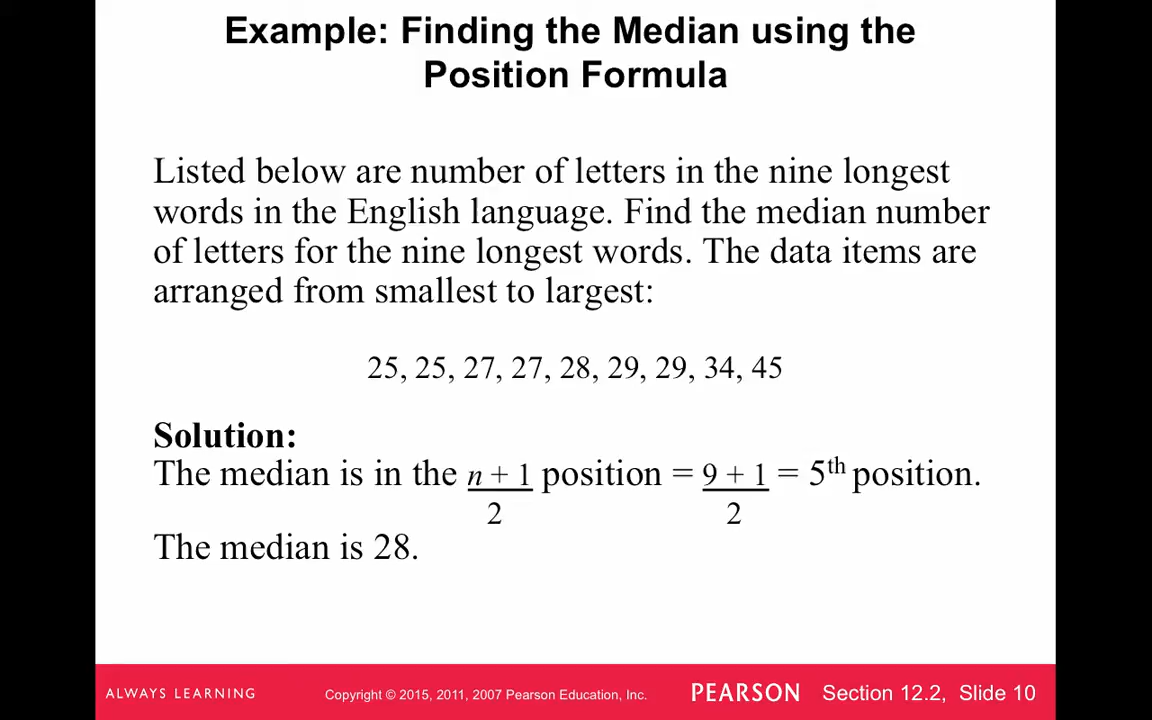 Example: Finding the Median using the
Position Formula
Listed below are number of letters in the nine longest
words in the English language. Find the median number
of letters for the nine longest words. The data items are
arranged from smallest to largest:
25, 25, 27, 27, 28, 29, 29, 34, 45
Solution:
The median is in the n + 1 position = 9 + 1 = 5th position.
2 2
The median is 28.
ALWAYS LEARNING Copyright © 2015, 2011, 2007 Pearson Education, Inc. PEARSON Section 12.2, Slide 10